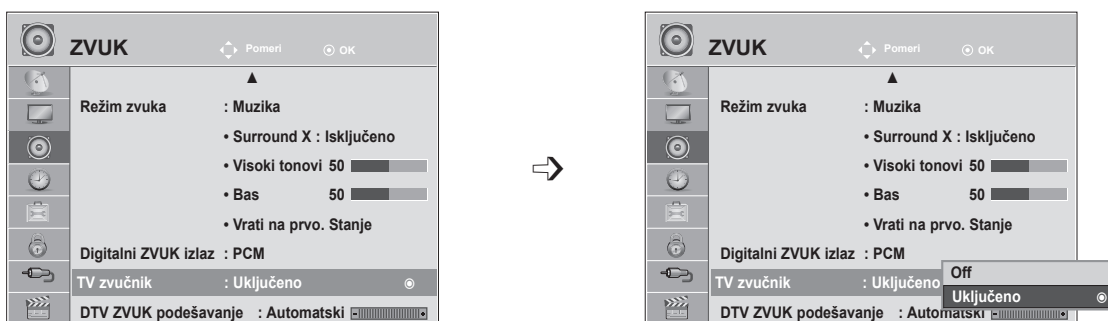 ZVUK Pomeri OK
Režim zvuka : Muzika
• Surround X : Isključeno
• Visoki tonovi 50
• Bas 50
• Vrati na prvo. Stanje
Digitalni ZVUK izlaz : PCM
TV zvučnik : Uključeno
DTV ZVUK podešavanje : Automatski
ZVUK Pomeri OK
Režim zvuka : Muzika
• Surround X : Isključeno
• Visoki tonovi 50
• Bas 50
• Vrati na prvo. Stanje
Digitalni ZVUK izlaz : PCM
TV zvučnik : Uključeno
Off
Uključeno
DTV ZVUK podešavanje : Automatski